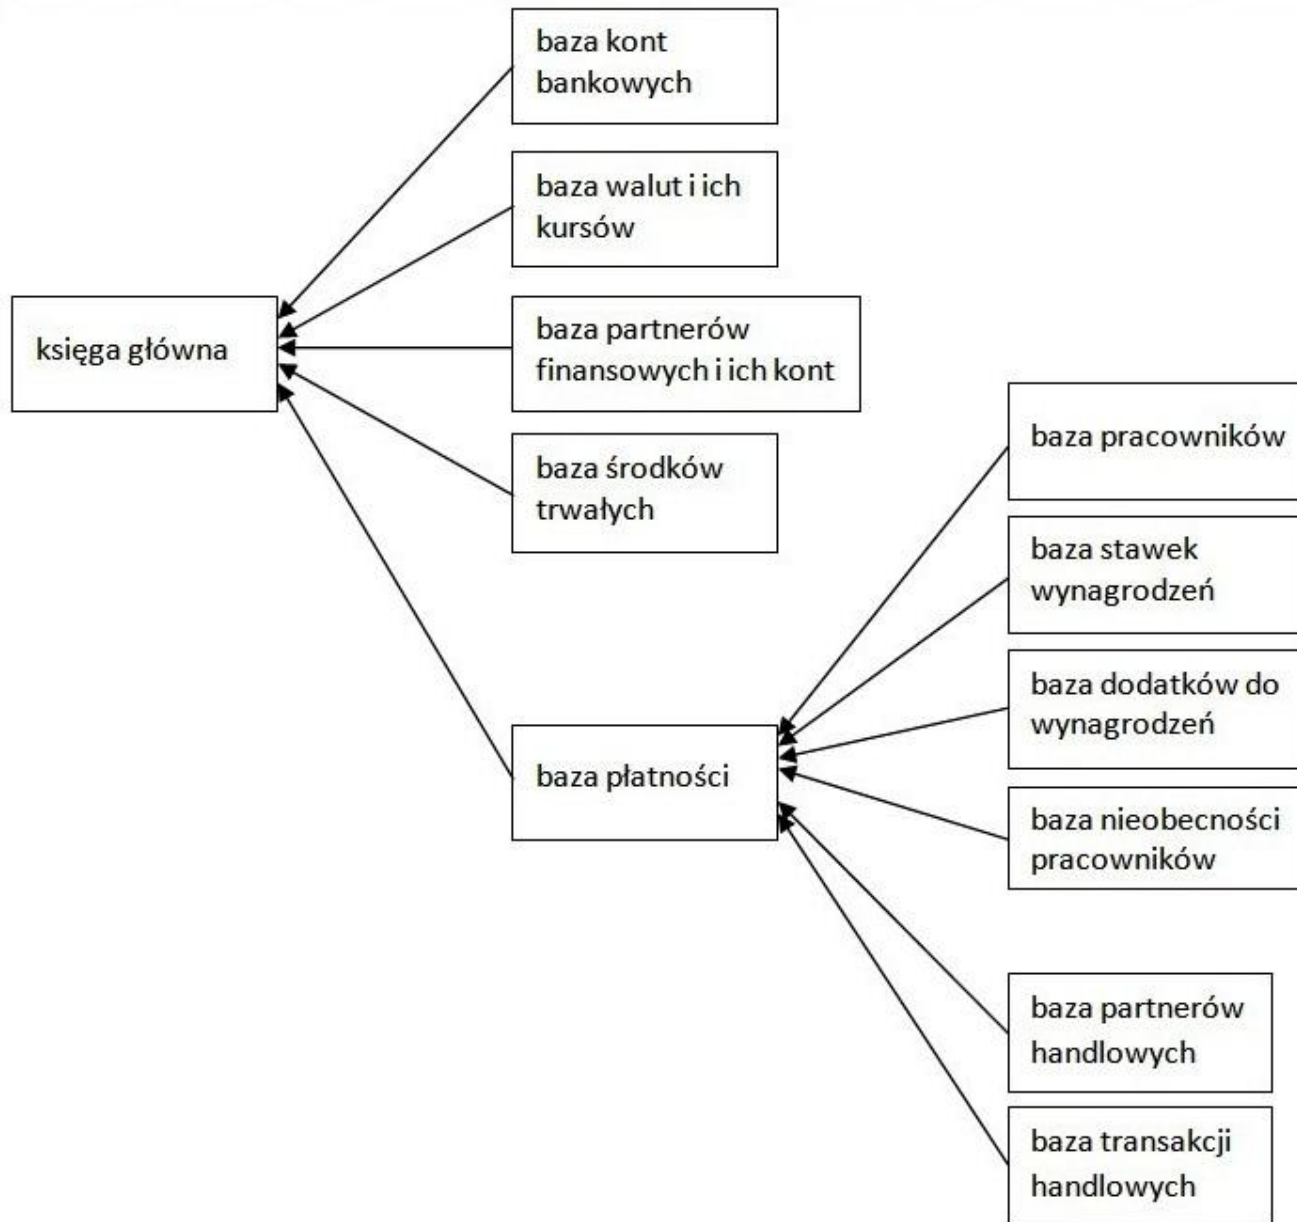 baza kont
bankowych
baza walut i ich
kursów
księga główna
baza partnerów
finansowych i ich kont
baza środków
trwałych
baza pracowników
baza stawek
wynagrodzeń
baza dodatków do
wynagrodzeń
baza płatności
baza nieobecności
pracowników
baza partnerów
handlowych
baza transakcji
handlowych